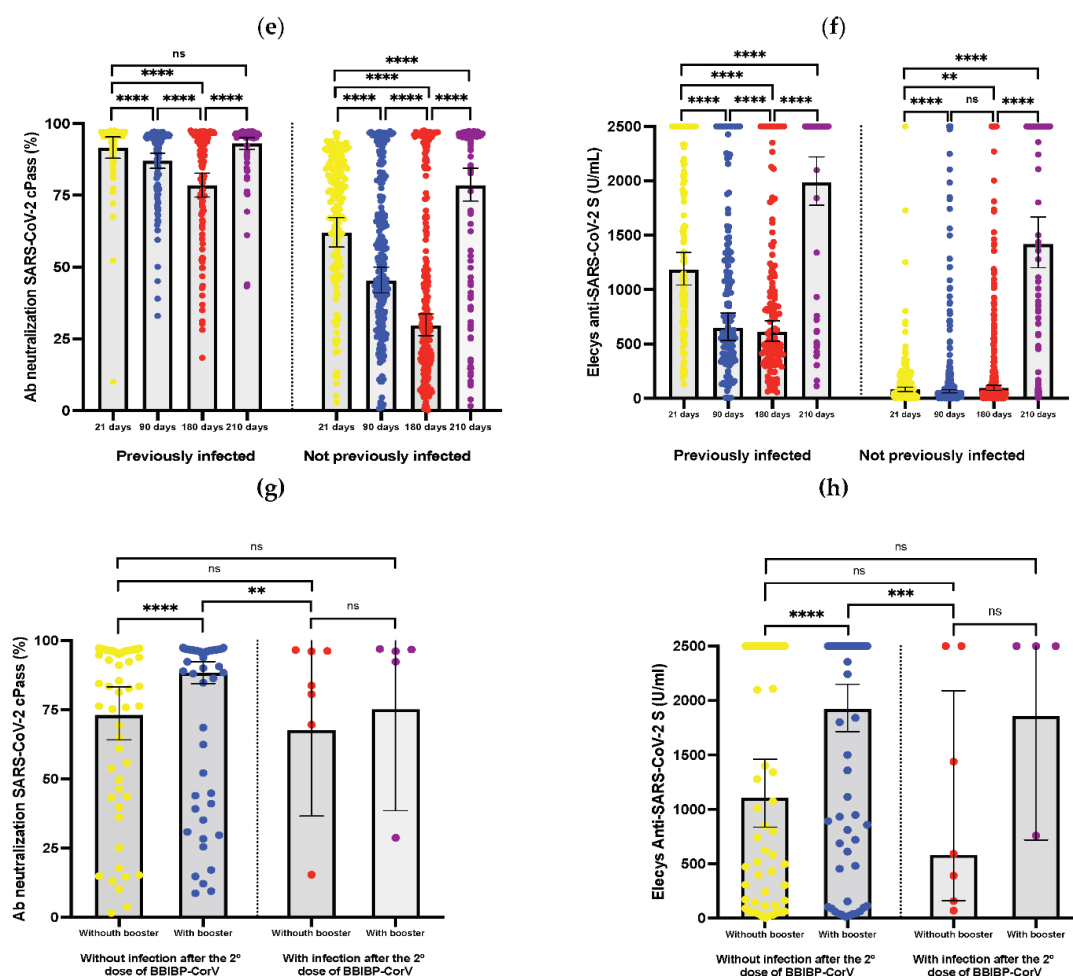 (e)
ns
****
****
****
****
****
****
****
****
****
100
75
50
25
0
Ab neutralization SARS-CoV-2 cPass (%)
21 days
90 days
180 days
210 days
21 days
90 days
180 days
210 days
Previously infected
Not previously infected
(f)
****
****
****
****
****
****
**
****
ns
****
2500
2000
1500
1000
500
0
Elecys anti-SARS-CoV-2 S (U/mL)
21 days
90 days
180 days
210 days
21 days
90 days
180 days
210 days
Previously infected
Not previously infected
(g)
ns
ns
****
**
ns
100
75
50
25
0
Ab neutralization SARS-CoV-2 cPass (%)
Withouth booster
With booster
Withouth booster
With booster
Without infection after the 2º
dose of BBIBP-CorV
With infection after the 2º
dose of BBIBP-CorV
(h)
ns
ns
****
***
ns
2500
2000
1500
1000
500
0
Elecys Anti-SARS-CoV-2 S (U/ml)
Withouth booster
With booster
Withouth booster
With booster
Without infection after the 2º
dose of BBIBP-CorV
With infection after the 2º
dose of BBIBP-CorV